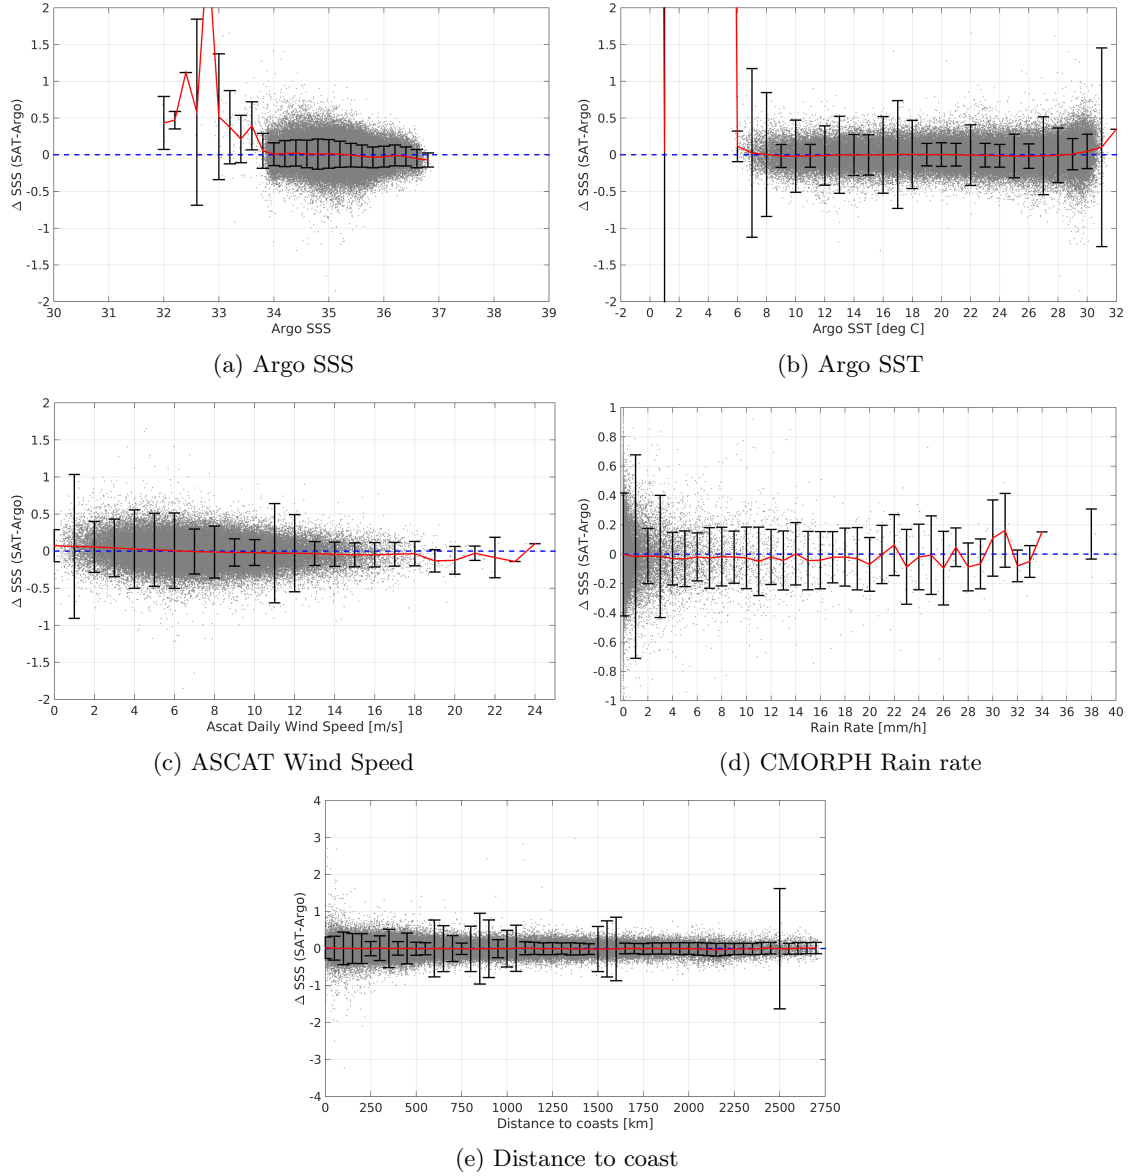 2
1.5
1
0.5
0
-0.5
-1
-1.5
-2
Δ SSS (SAT-Argo)
30 31 32 33 34 35 36 37 38 39
Argo SSS
(a) Argo SSS
2
1.5
1
0.5
0
-0.5
-1
-1.5
-2
Δ SSS (SAT-Argo)
-2 0 2 4 6 8 10 12 14 16 18 20 22 24 26 28 30 32
Argo SST [deg C]
(b) Argo SST
2
1.5
1
0.5
0
-0.5
-1
-1.5
-2
Δ SSS (SAT-Argo)
0 2 4 6 8 10 12 14 16 18 20 22 24
Ascat Daily Wind Speed [m/s]
(c) ASCAT Wind Speed
1
0.8
0.6
0.4
0.2
0
-0.2
-0.4
-0.6
-0.8
-1
Δ SSS (SAT-Argo)
0 2 4 6 8 10 12 14 16 18 20 22 24 26 28 30 32 34 36 38 40
Rain Rate [mm/h]
(d) CMORPH Rain rate
4
3
2
1
0
-1
-2
-3
-4
Δ SSS (SAT-Argo)
0 250 500 750 1000 1250 1500 1750 2000 2250 2500 2750
Distance to coasts [km]
(e) Distance to coast